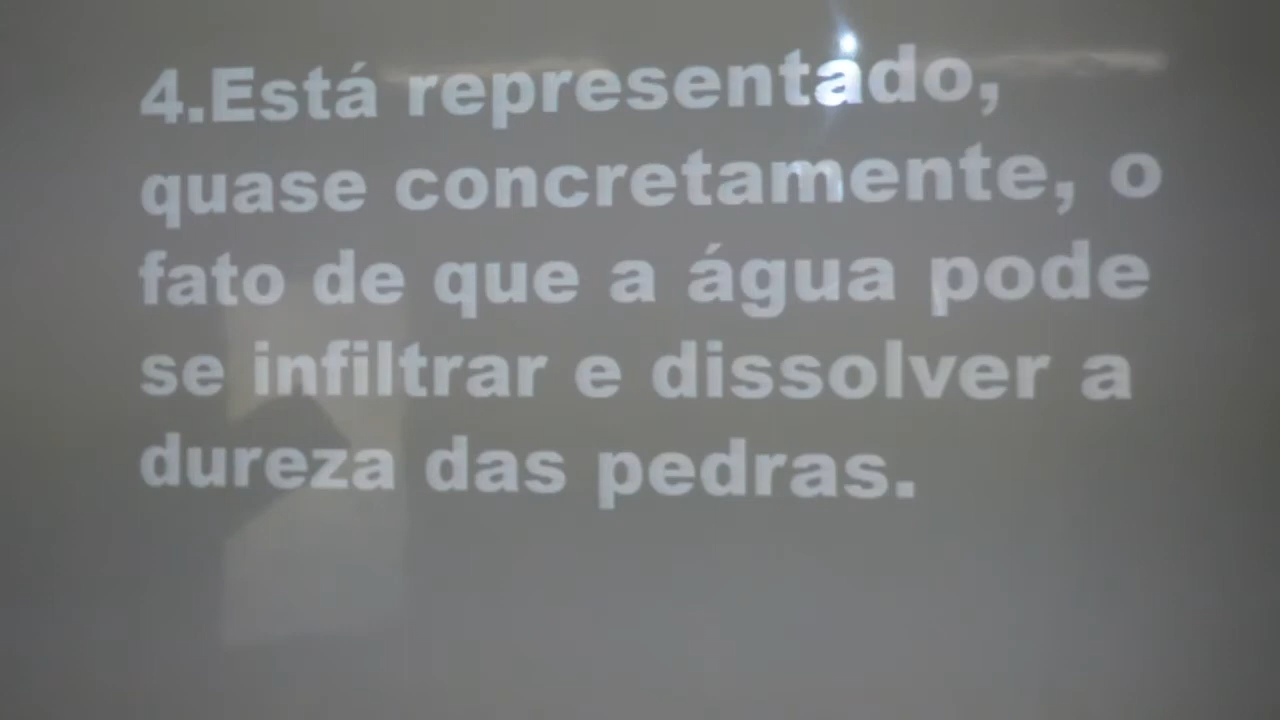 4.Está representado,
quase concretamente, o
fato de que a água pode
se infiltrar e dissolver a
dureza das pedras.